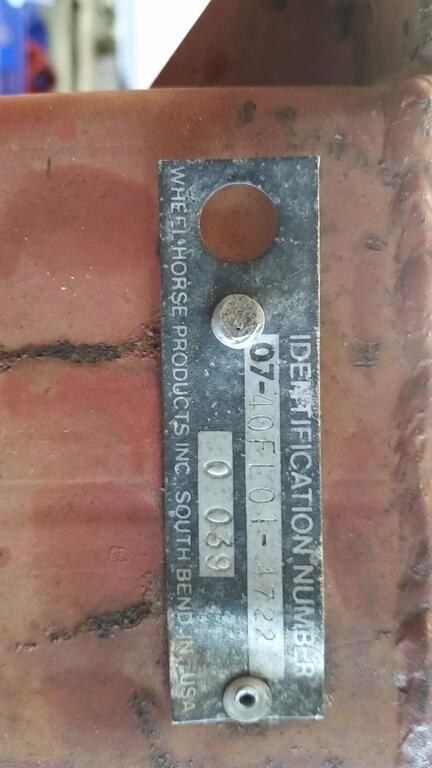 IDENTIFICATION NUMBER
07-40FL01-4722
0 039
WHEEL HORSE PRODUCTS INC., SOUTH BEND, IN USA